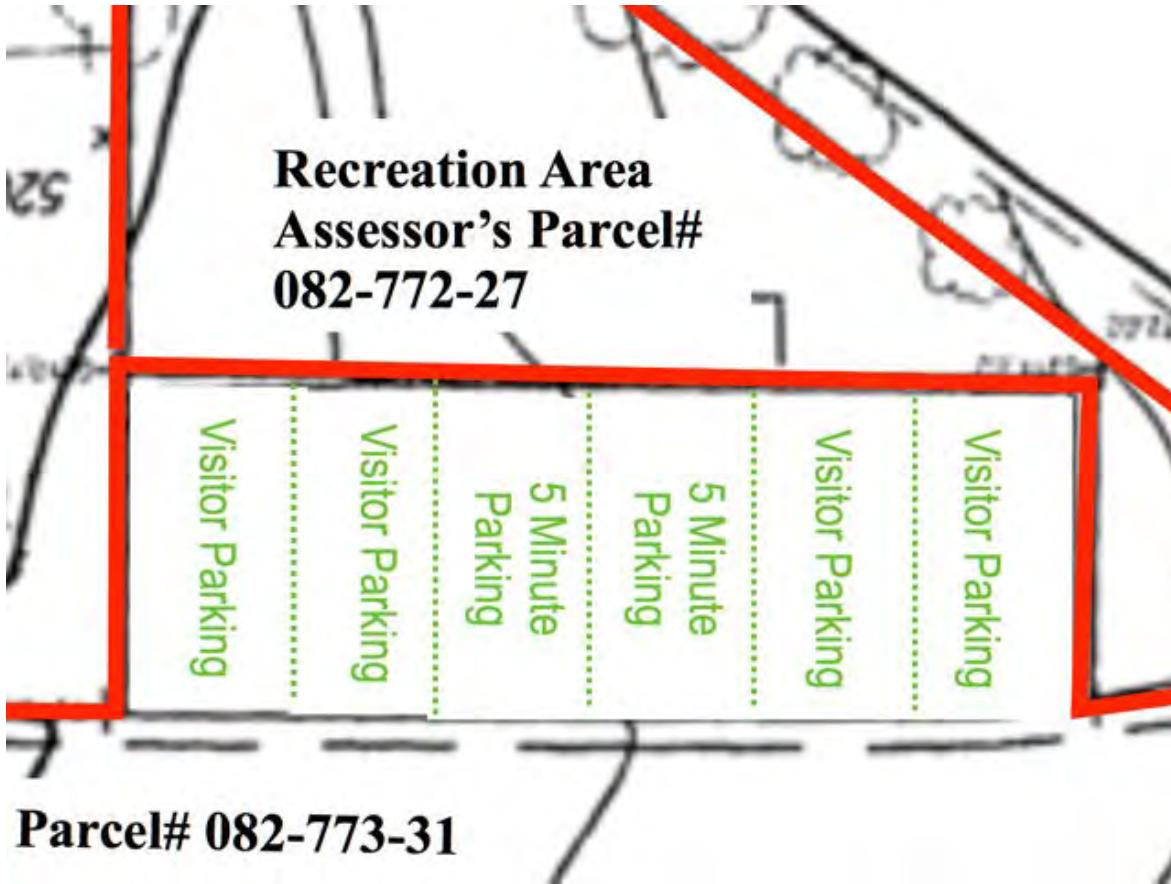 Recreation Area
Assessor’s Parcel#
082-772-27
Visitor Parking
Visitor Parking
5 Minute
Parking
5 Minute
Parking
Visitor Parking
Visitor Parking
Parcel# 082-773-31